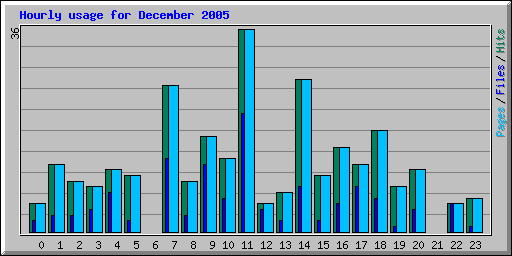 Hourly usage for December 2005
36
Pages / Files / Hits
0 1 2 3 4 5 6 7 8 9 10 11 12 13 14 15 16 17 18 19 20 21 22 23